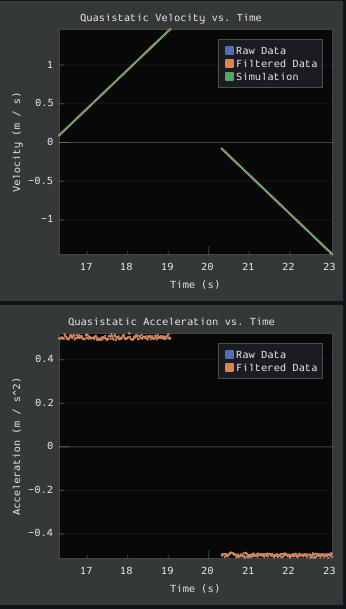 Quasistatic Velocity vs. Time
Raw Data
Filtered Data
Simulation
Velocity (m / s)
1
0.5
0
−0.5
−1
17 18 19 20 21 22 23
Time (s)
Quasistatic Acceleration vs. Time
Raw Data
Filtered Data
Acceleration (m / s^2)
0.4
0.2
0
−0.2
−0.4
17 18 19 20 21 22 23
Time (s)